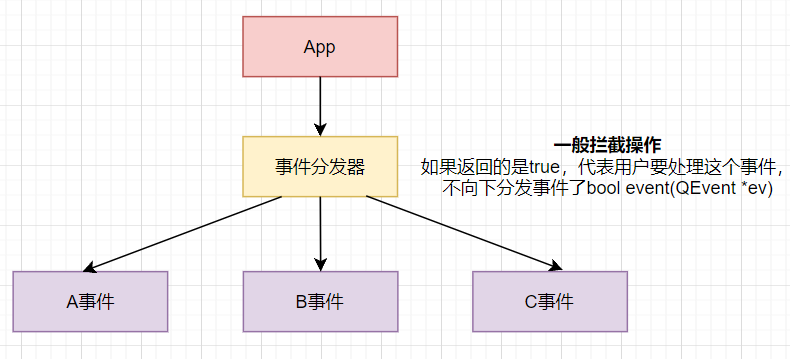 App
事件分发器
一般拦截操作
如果返回的是true，代表用户要处理这个事件，
不向下分发事件了bool event(QEvent *ev)
A事件
B事件
C事件